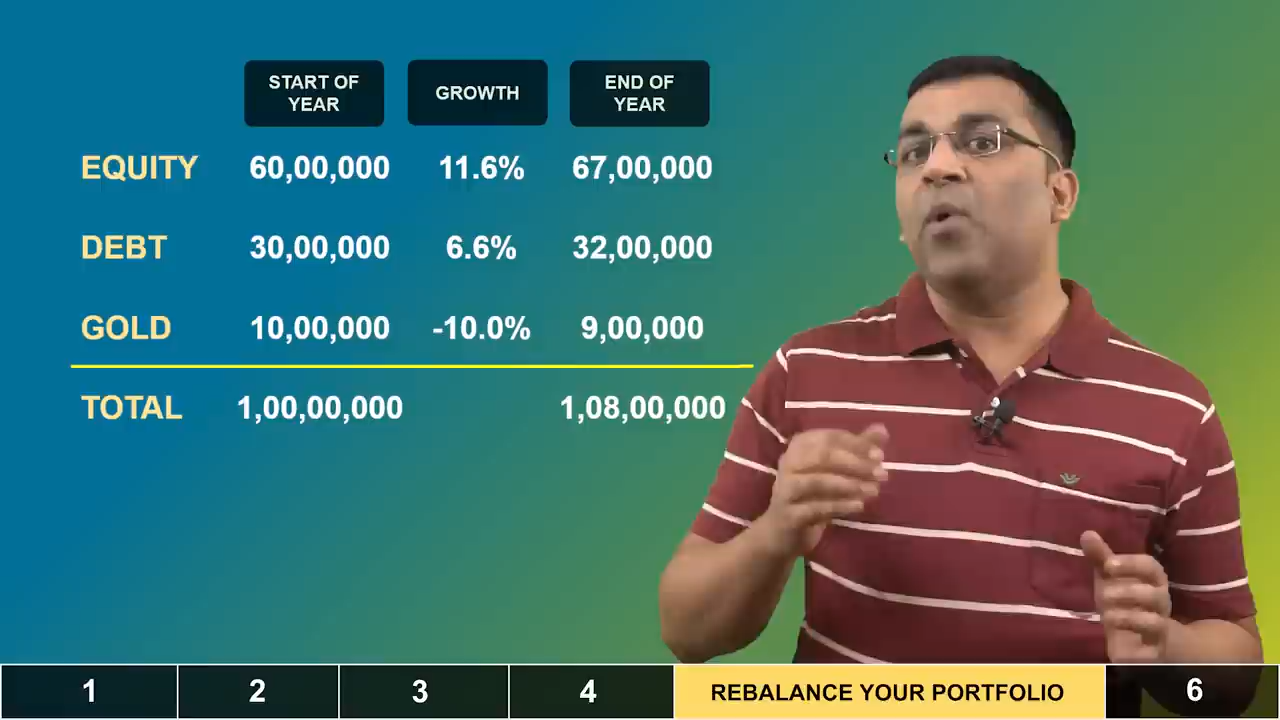 START OF
YEAR
GROWTH
END OF
YEAR
EQUITY 60,00,000 11.6% 67,00,000
DEBT 30,00,000 6.6% 32,00,000
GOLD 10,00,000 -10.0% 9,00,000
TOTAL 1,00,00,000 1,08,00,000
1 2 3 4 REBALANCE YOUR PORTFOLIO 6